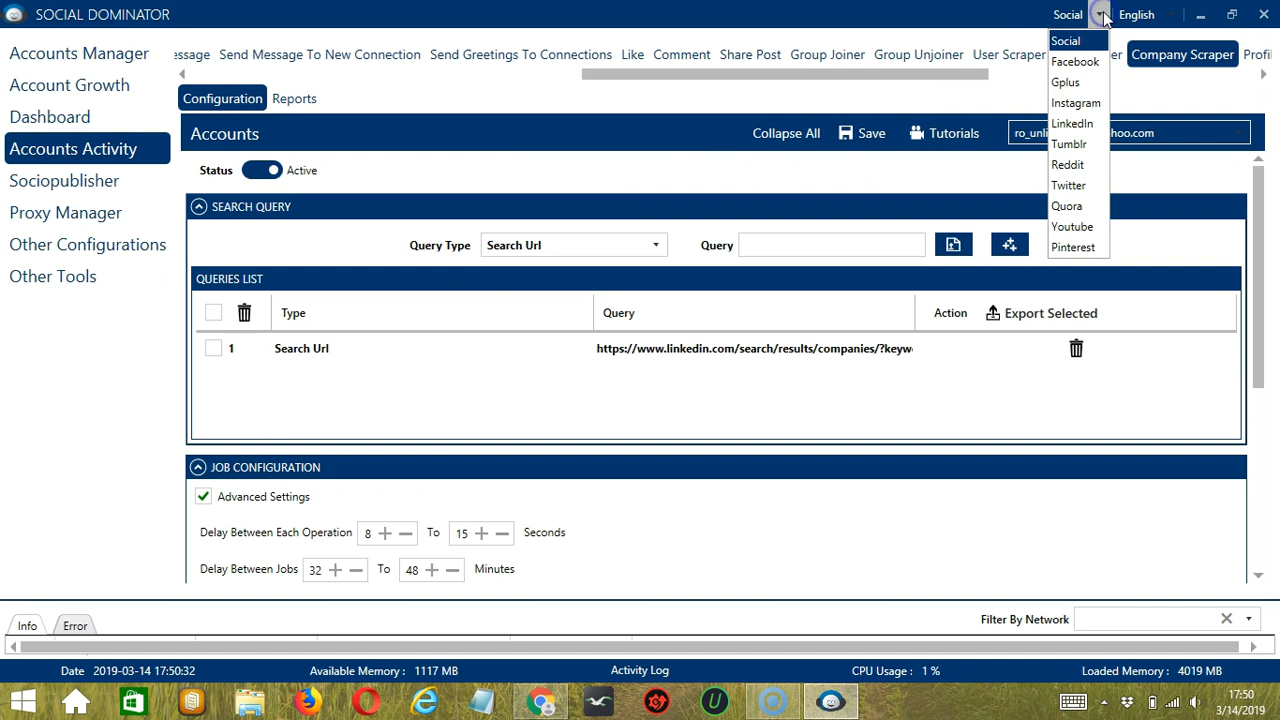 SOCIAL DOMINATOR
Social
English
Social
Facebook
Gplus
Instagram
LinkedIn
Tumblr
Reddit
Twitter
Quora
Youtube
Pinterest
Accounts Manager
Account Growth
Dashboard
Accounts Activity
Sociopublisher
Proxy Manager
Other Configurations
Other Tools
essage Send Message To New Connection Send Greetings To Connections Like Comment Share Post Group Joiner Group Unjoiner User Scraper er Company Scraper Profil
Configuration Reports
Accounts Collapse All Save Tutorials ro_unli hoo.com
Status Active
SEARCH QUERY
Query Type Search Url Query
QUERIES LIST
Type Query Action Export Selected
1 Search Url https://www.linkedin.com/search/results/companies/?keyw
JOB CONFIGURATION
Advanced Settings
Delay Between Each Operation 8 To 15 Seconds
Delay Between Jobs 32 To 48 Minutes
Info Error Filter By Network
Date 2019-03-14 17:50:32 Available Memory : 1117 MB Activity Log CPU Usage : 1 % Loaded Memory : 4019 MB
17:50
3/14/2019